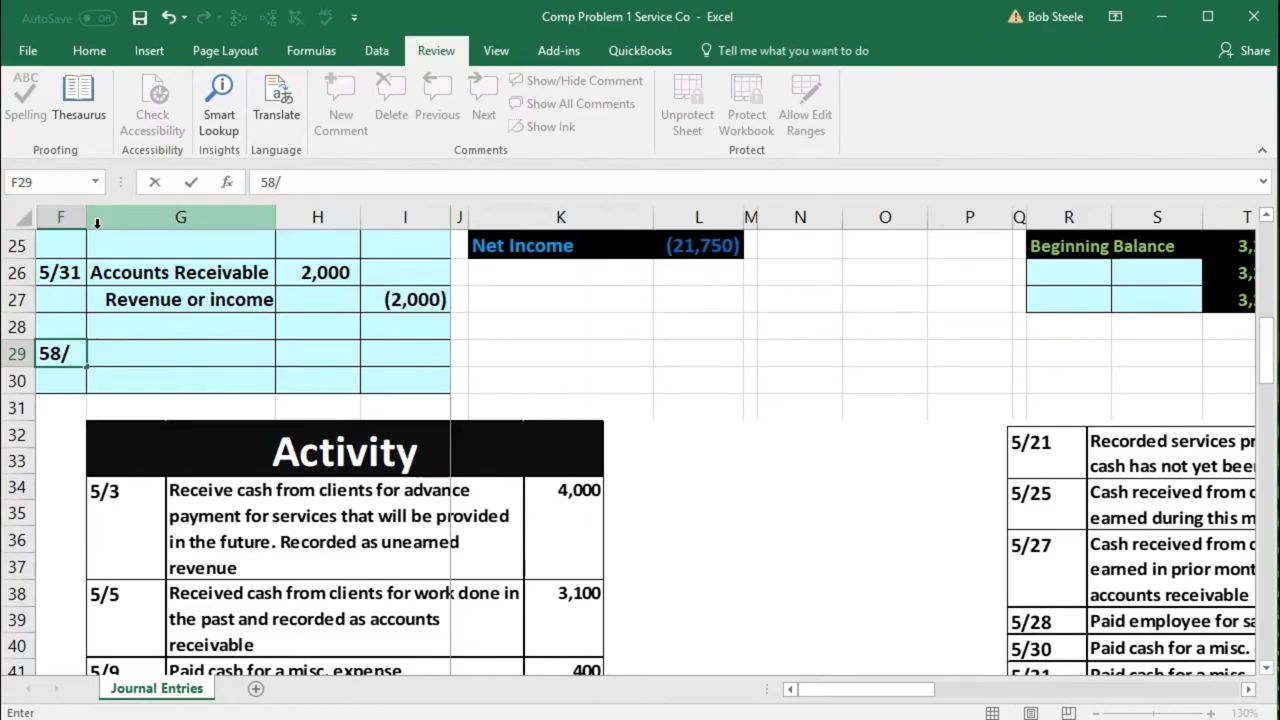 AutoSave Off
Comp Problem 1 Service Co - Excel
Bob Steele
File Home Insert Page Layout Formulas Data Review View Add-ins QuickBooks Tell me what you want to do Share
ABC
Spelling Thesaurus
Check Accessibility
Smart Lookup
Translate
New Comment
Delete Previous Next
Show/Hide Comment
Show All Comments
Show Ink
Unprotect Sheet
Protect Workbook
Allow Edit Ranges
Proofing Accessibility Insights Language Comments Protect
F29 fx 58/
F G H I J K L M N O P Q R S T
25 Net Income (21,750) Beginning Balance 3,
26 5/31 Accounts Receivable 2,000 3,
27 Revenue or income (2,000) 3,
28
29 58/
30
31
32 Activity 5/21 Recorded services pr
33 cash has not yet bee
34 5/3 Receive cash from clients for advance 4,000 5/25 Cash received from c
35 payment for services that will be provided earned during this m
36 in the future. Recorded as unearned 5/27 Cash received from c
37 revenue earned in prior mont
38 5/5 Received cash from clients for work done in 3,100 accounts receivable
39 the past and recorded as accounts 5/28 Paid employee for sa
40 receivable 5/30 Paid cash for a misc.
41 5/9 Paid cash for a misc. expense 400 5/31 Paid cash for a misc.
Journal Entries
Enter 130%